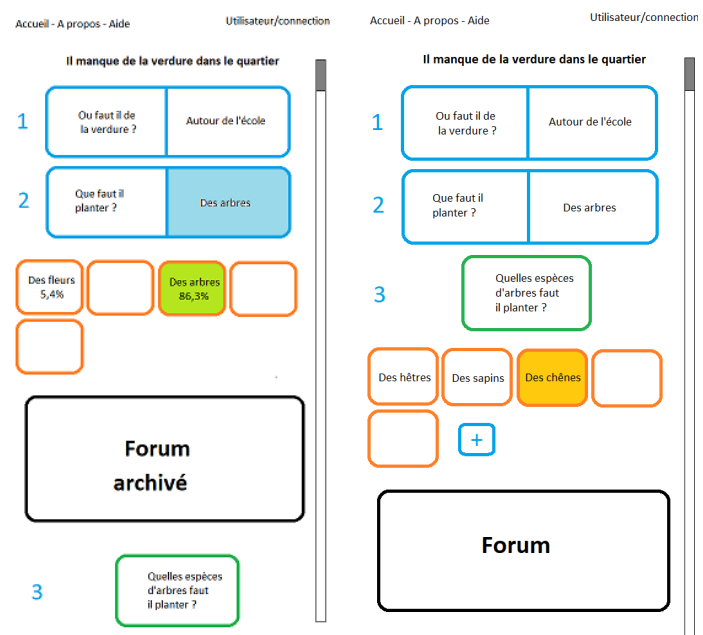 Accueil - A propos - Aide
Utilisateur/connection
Il manque de la verdure dans le quartier
1
Ou faut il de
la verdure ?
Autour de l'école
2
Que faut il
planter ?
Des arbres
Des fleurs
5,4%
Des arbres
86,3%
Forum
archivé
3
Quelles espèces
d'arbres faut
il planter ?
Accueil - A propos - Aide
Utilisateur/connection
Il manque de la verdure dans le quartier
1
Ou faut il de
la verdure ?
Autour de l'école
2
Que faut il
planter ?
Des arbres
3
Quelles espèces
d'arbres faut
il planter ?
Des hêtres
Des sapins
Des chênes
+
Forum